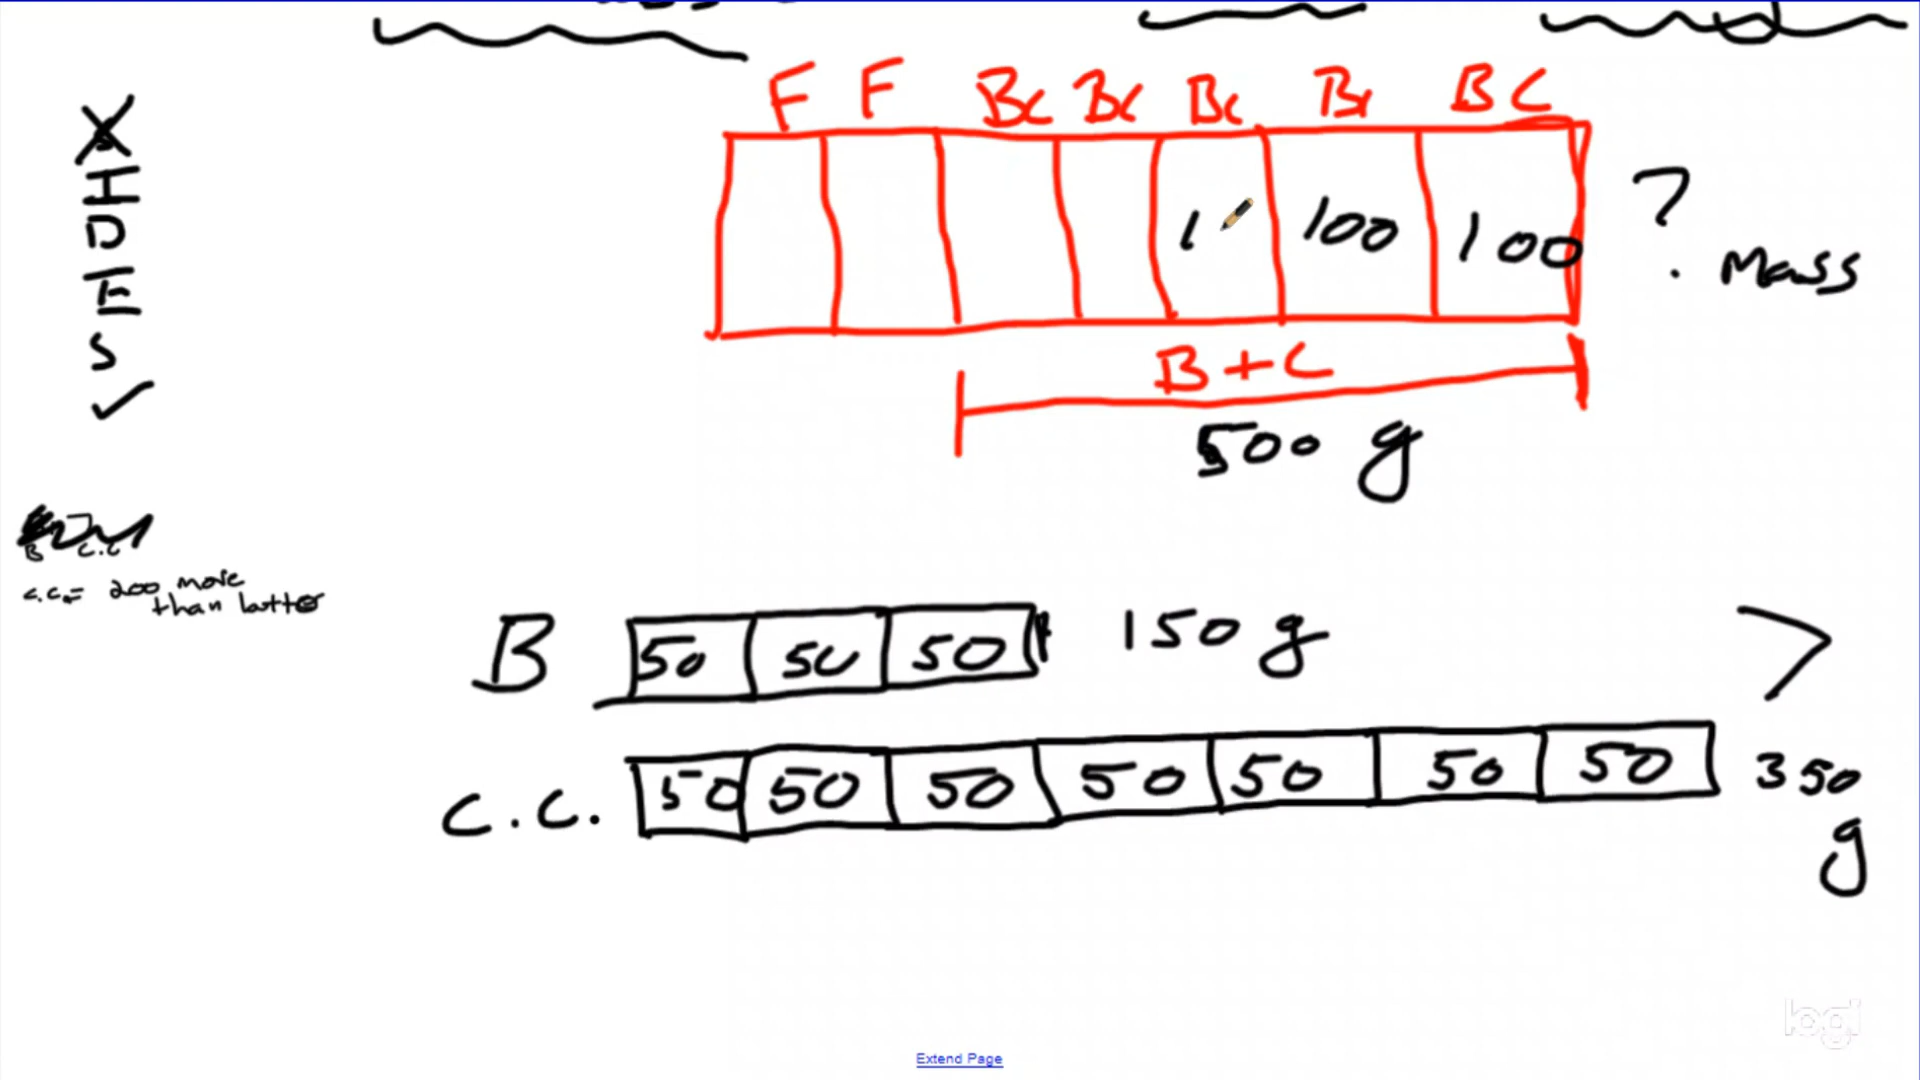 F F BC BC BC BC BC
1 100 100
?
Mass
B + C
500 g
X
I
D
E
S
✓
B C.C
C.C. = 200 more
than latter
B 50 50 50 150 g
C.C. 50 50 50 50 50 50 50 350
g
logi
Extend Page